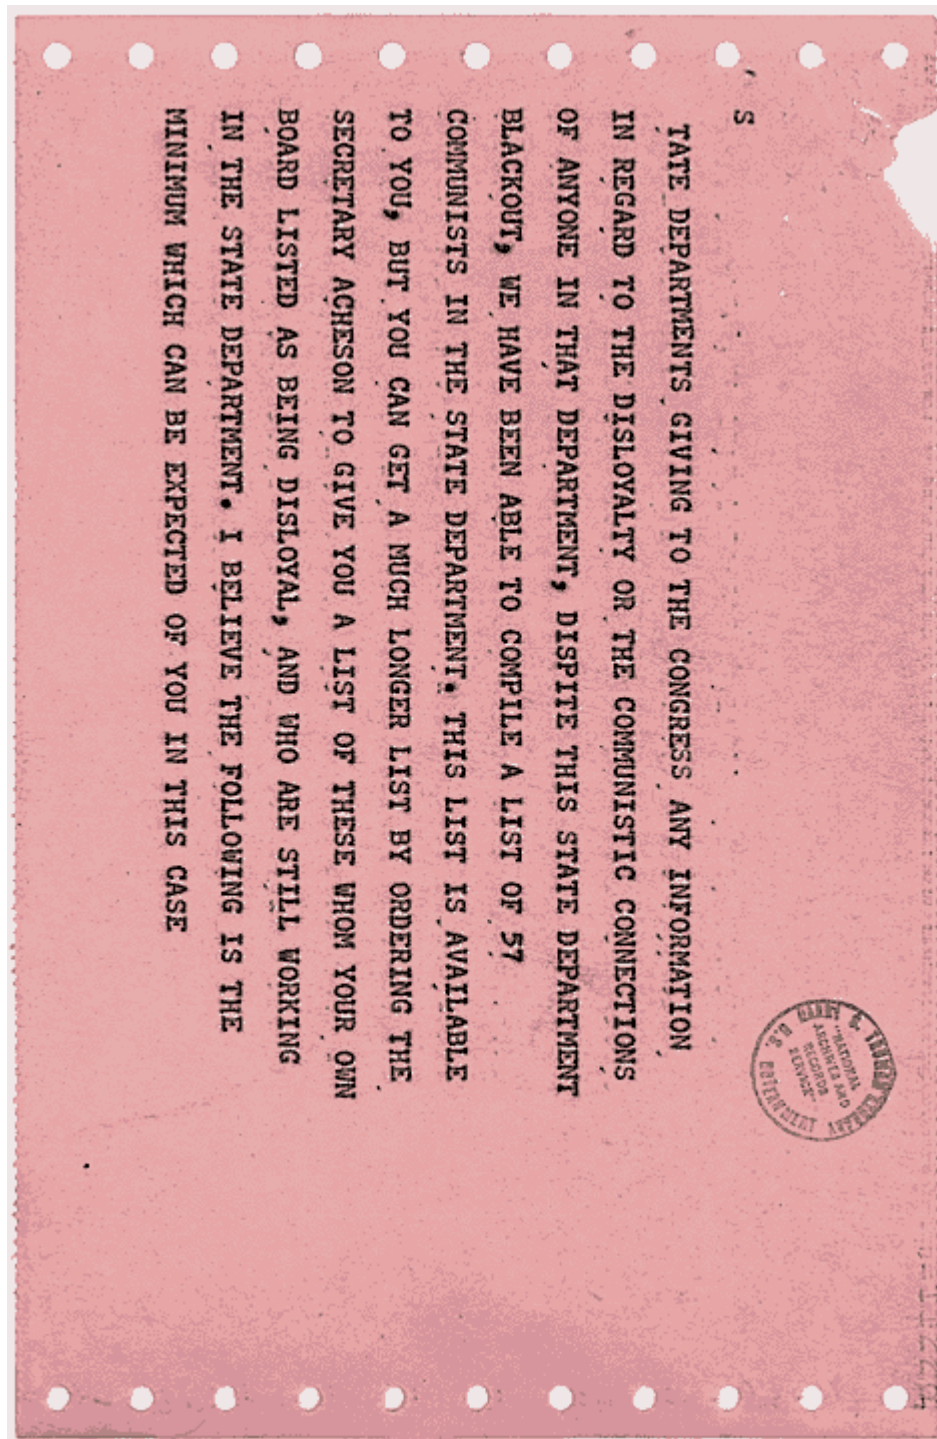 S
TATE DEPARTMENTS GIVING TO THE CONGRESS ANY INFORMATION
IN REGARD TO THE DISLOYALTY OR THE COMMUNISTIC CONNECTIONS
OF ANYONE IN THAT DEPARTMENT, DISPITE THIS STATE DEPARTMENT
BLACKOUT, WE HAVE BEEN ABLE TO COMPILE A LIST OF 57
COMMUNISTS IN THE STATE DEPARTMENT. THIS LIST IS AVAILABLE
TO YOU, BUT YOU CAN GET A MUCH LONGER LIST BY ORDERING THE
SECRETARY ACHESON TO GIVE YOU A LIST OF THESE WHOM YOUR OWN
BOARD LISTED AS BEING DISLOYAL, AND WHO ARE STILL WORKING
IN THE STATE DEPARTMENT. I BELIEVE THE FOLLOWING IS THE
MINIMUM WHICH CAN BE EXPECTED OF YOU IN THIS CASE
HARRY S. TRUMAN LIBRARY
"NATIONAL
ARCHIVES AND
RECORDS
SERVICE"
U.S. GOVERNMENT